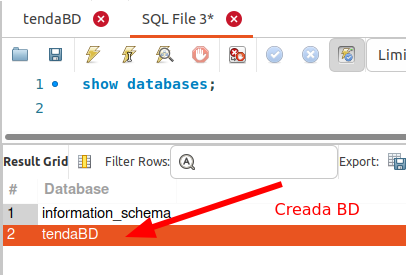 tendaBD
SQL File 3*
Limi
1 show databases;
2
Result Grid Filter Rows: Export:
# Database
1 information_schema
2 tendaBD
Creada BD